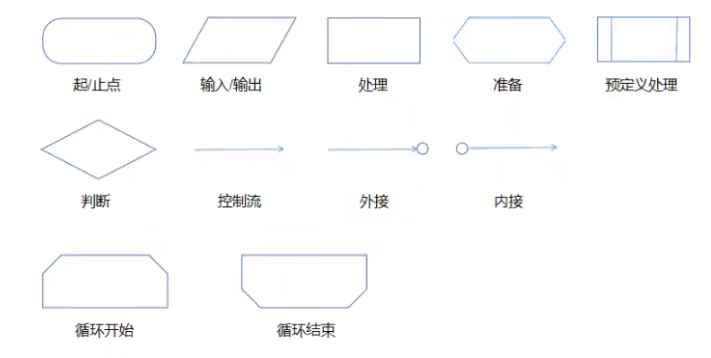 起/止点 输入/输出 处理 准备 预定义处理
判断 控制流 外接 内接
循环开始 循环结束